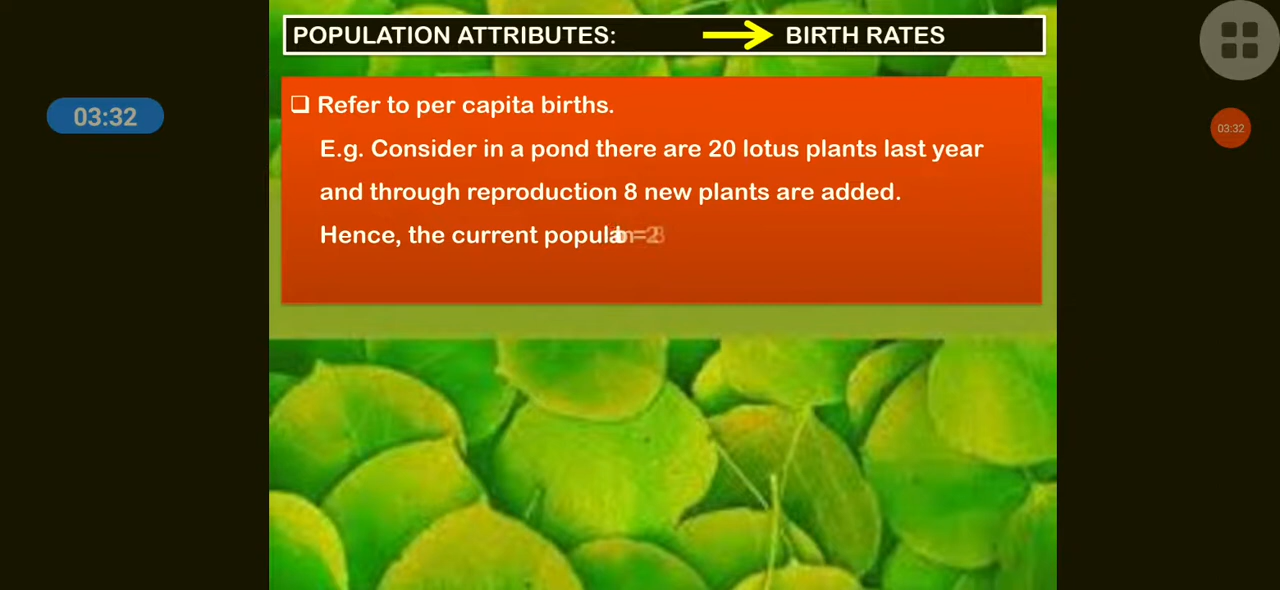 POPULATION ATTRIBUTES: BIRTH RATES
03:32
03:32
❑ Refer to per capita births.
E.g. Consider in a pond there are 20 lotus plants last year
and through reproduction 8 new plants are added.
Hence, the current